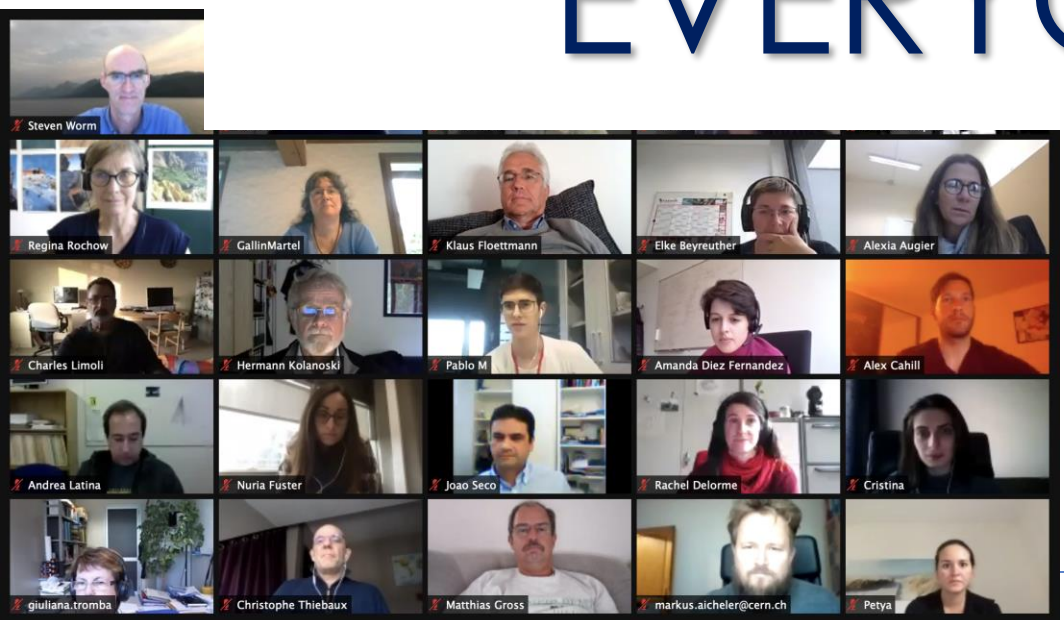 EVERYO
Steven Worm
Regina Rochow
GallinMartel
Klaus Floettmann
Elke Beyreuther
Alexia Augier
Charles Limoli
Hermann Kolanoski
Pablo M
Amanda Diez Fernandez
Alex Cahill
Andrea Latina
Nuria Fuster
Joao Seco
Rachel Delorme
Cristina
giuliana.tromba
Christophe Thiebaux
Matthias Gross
markus.aicheler@cern.ch
Petya